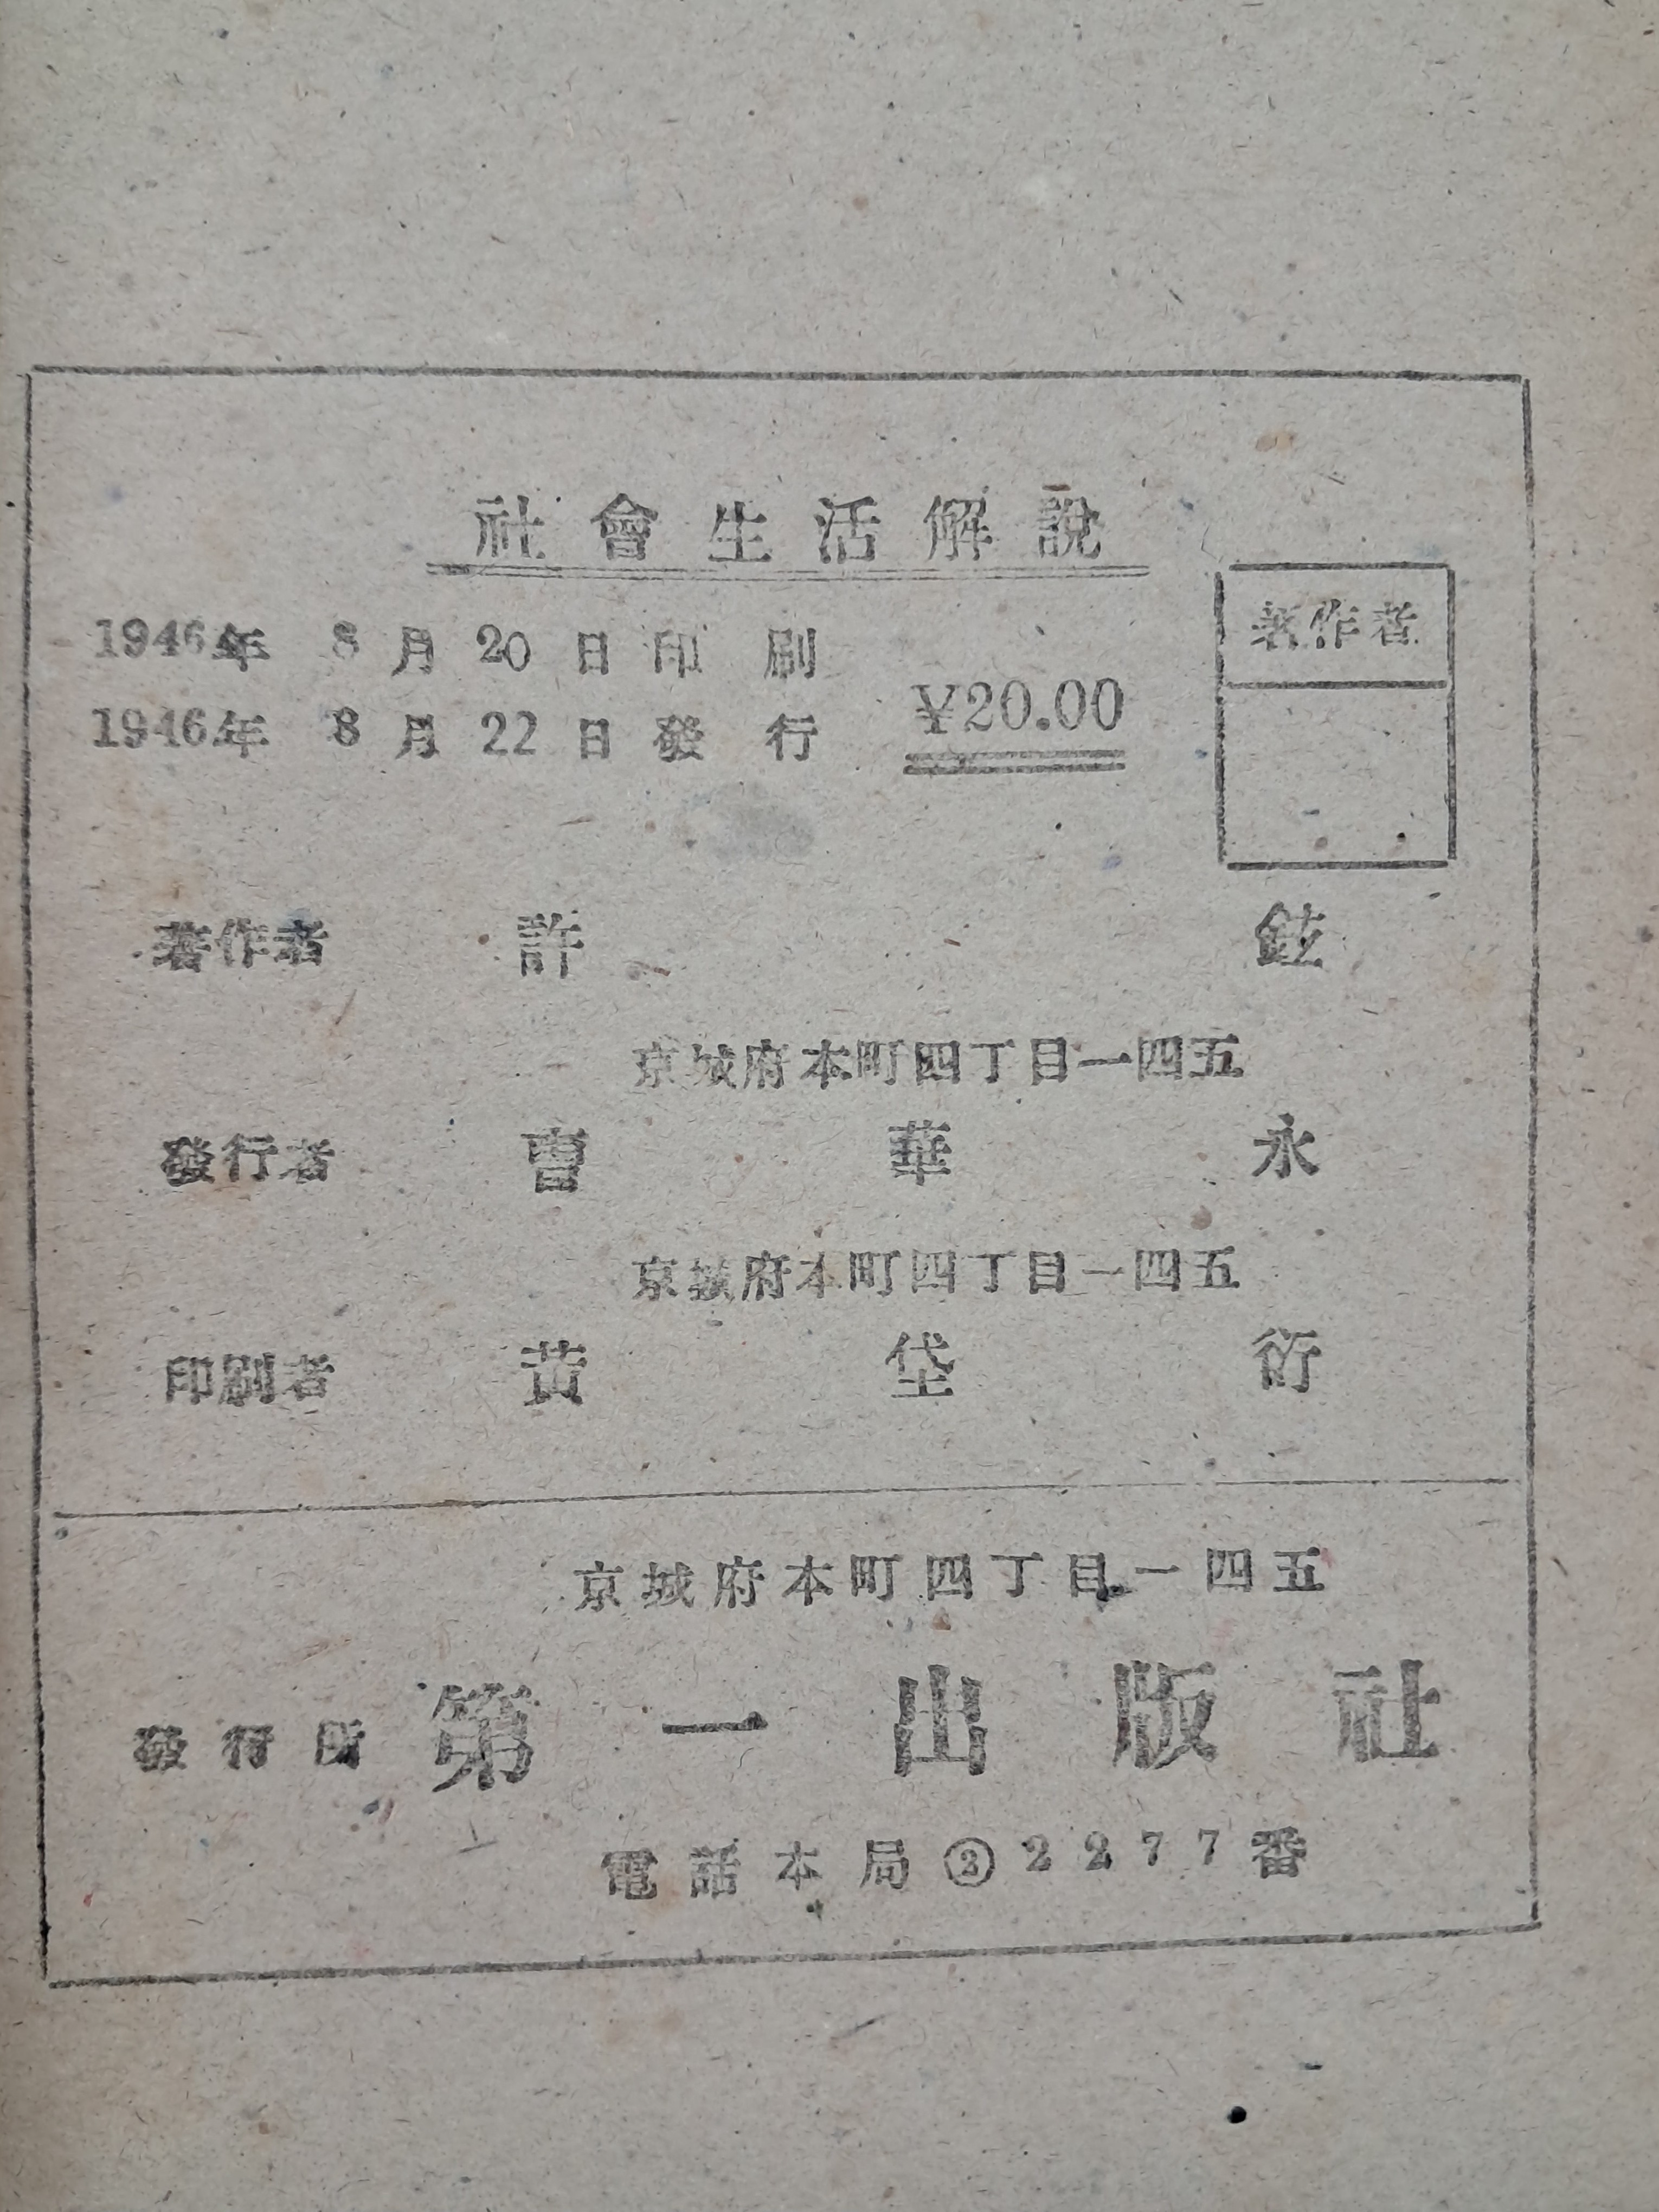 社會生活解說
1946年 8月20日印刷
1946年 8月22日發行
¥20.00
著作者
著作者 許 鉉
京城府本町四丁目一四五
發行者 曺華永
京城府本町四丁目一四五
印刷者 黃垈衍
京城府本町四丁目一四五
發行所 第一出版社
電話本局②2277番